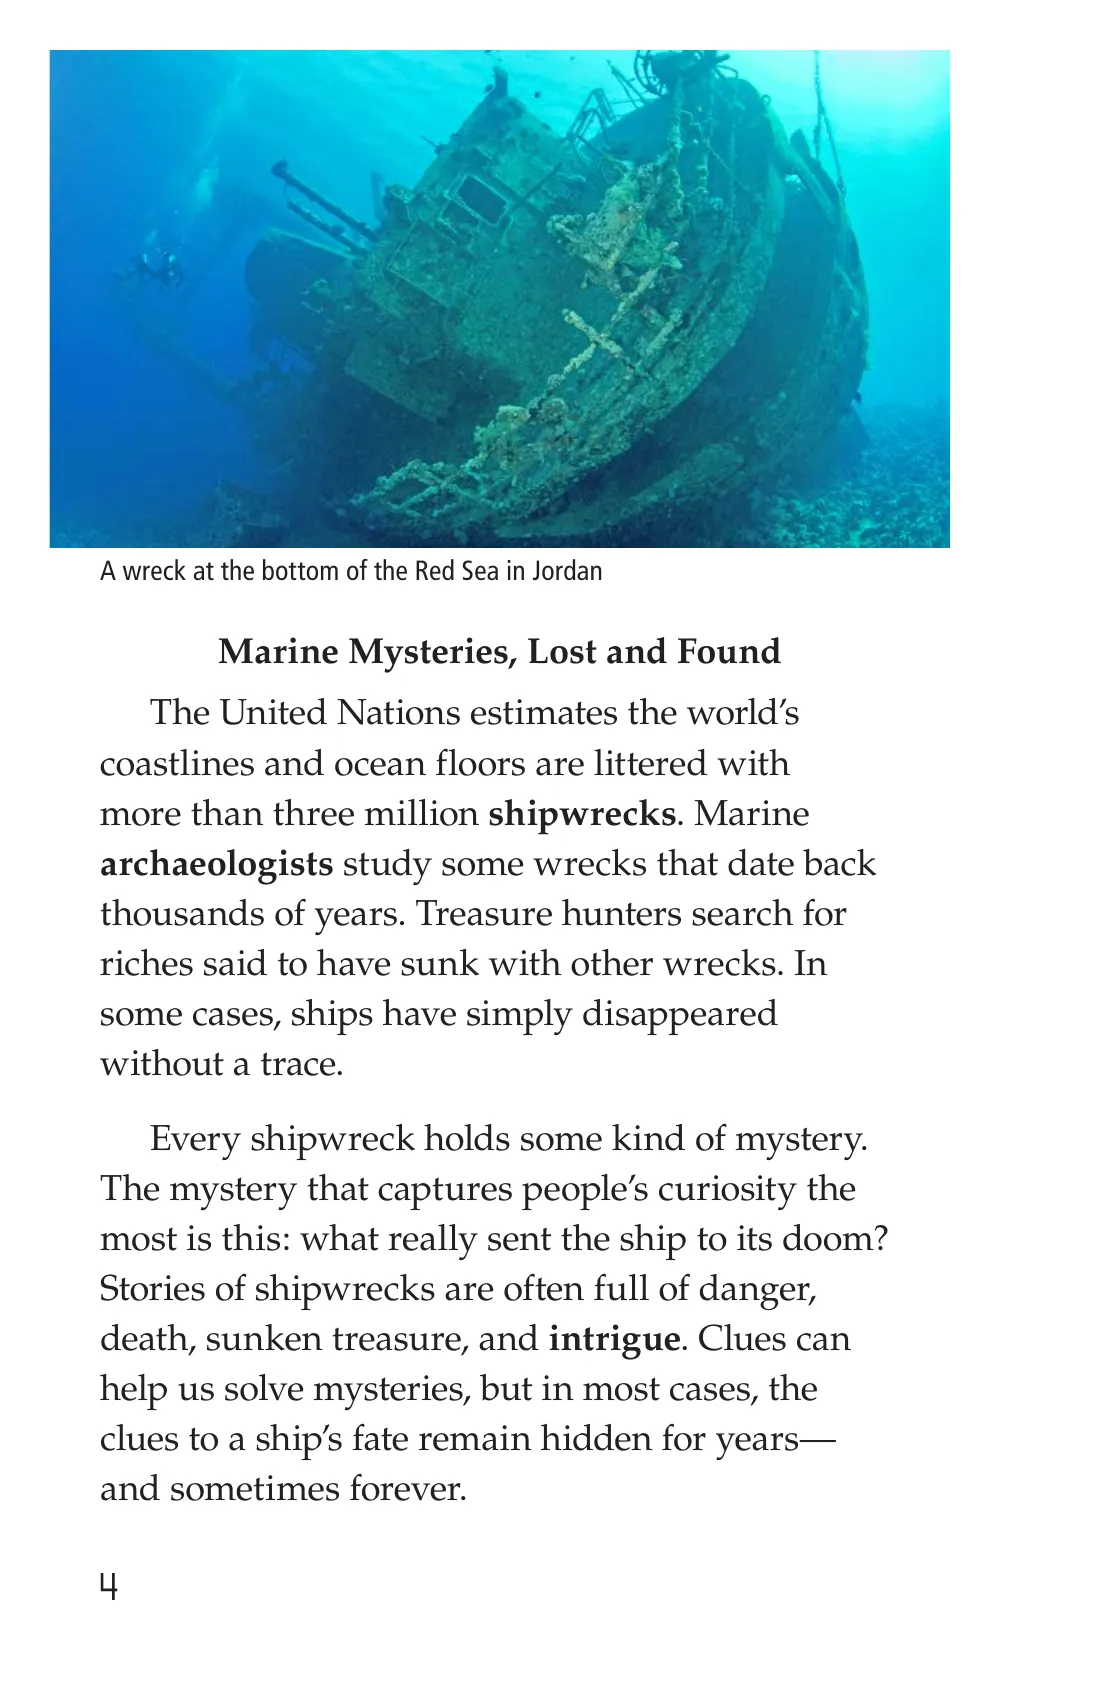 A wreck at the bottom of the Red Sea in Jordan
Marine Mysteries, Lost and Found
The United Nations estimates the world’s
coastlines and ocean floors are littered with
more than three million shipwrecks. Marine
archaeologists study some wrecks that date back
thousands of years. Treasure hunters search for
riches said to have sunk with other wrecks. In
some cases, ships have simply disappeared
without a trace.
Every shipwreck holds some kind of mystery.
The mystery that captures people’s curiosity the
most is this: what really sent the ship to its doom?
Stories of shipwrecks are often full of danger,
death, sunken treasure, and intrigue. Clues can
help us solve mysteries, but in most cases, the
clues to a ship’s fate remain hidden for years—
and sometimes forever.
4